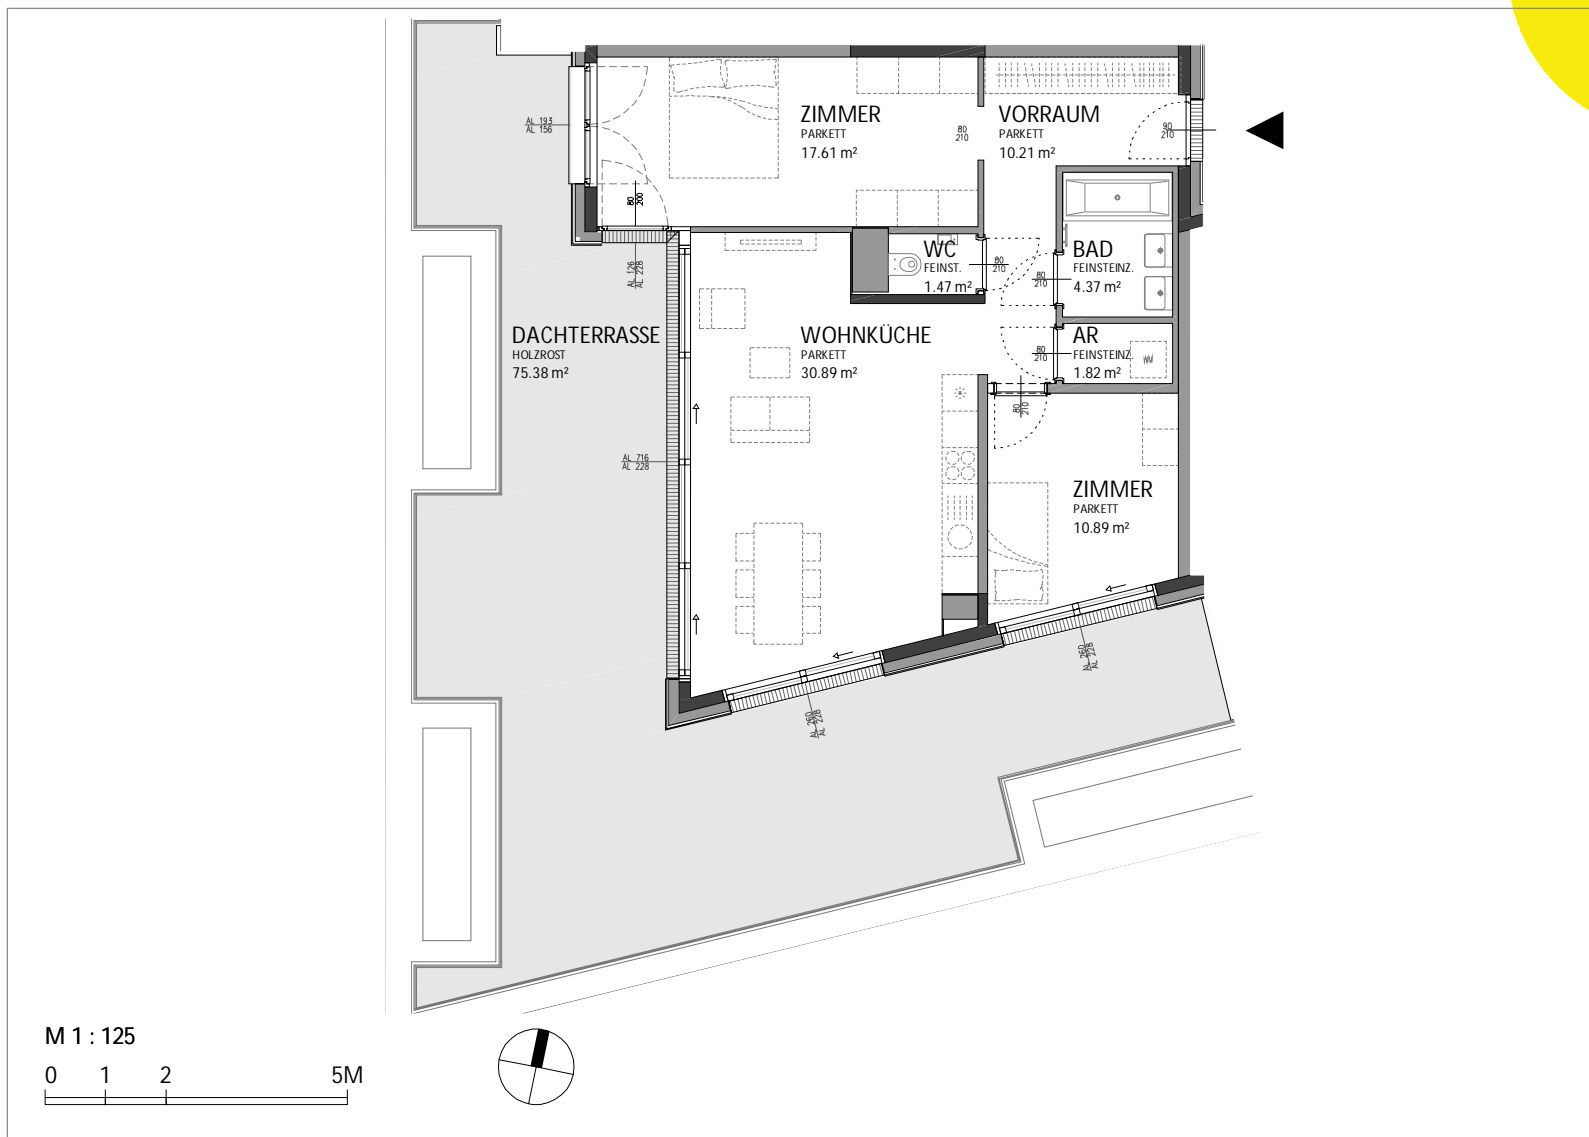 ZIMMER
PARKETT
17.61 m²
VORRAUM
PARKETT
10.21 m²
AL 193
AL 156
80
210
90
210
80
200
WC
FEINST.
1.47 m²
80
210
BAD
FEINSTEINZ.
4.37 m²
80
210
AL 126
AL 228
DACHTERRASSE
HOLZROST
75.38 m²
WOHNKÜCHE
PARKETT
30.89 m²
AR
FEINSTEINZ.
1.82 m²
80
210
80
210
AL 716
AL 228
ZIMMER
PARKETT
10.89 m²
AL 260
AL 228
AL 260
AL 228
M 1 : 125
0 1 2 5M